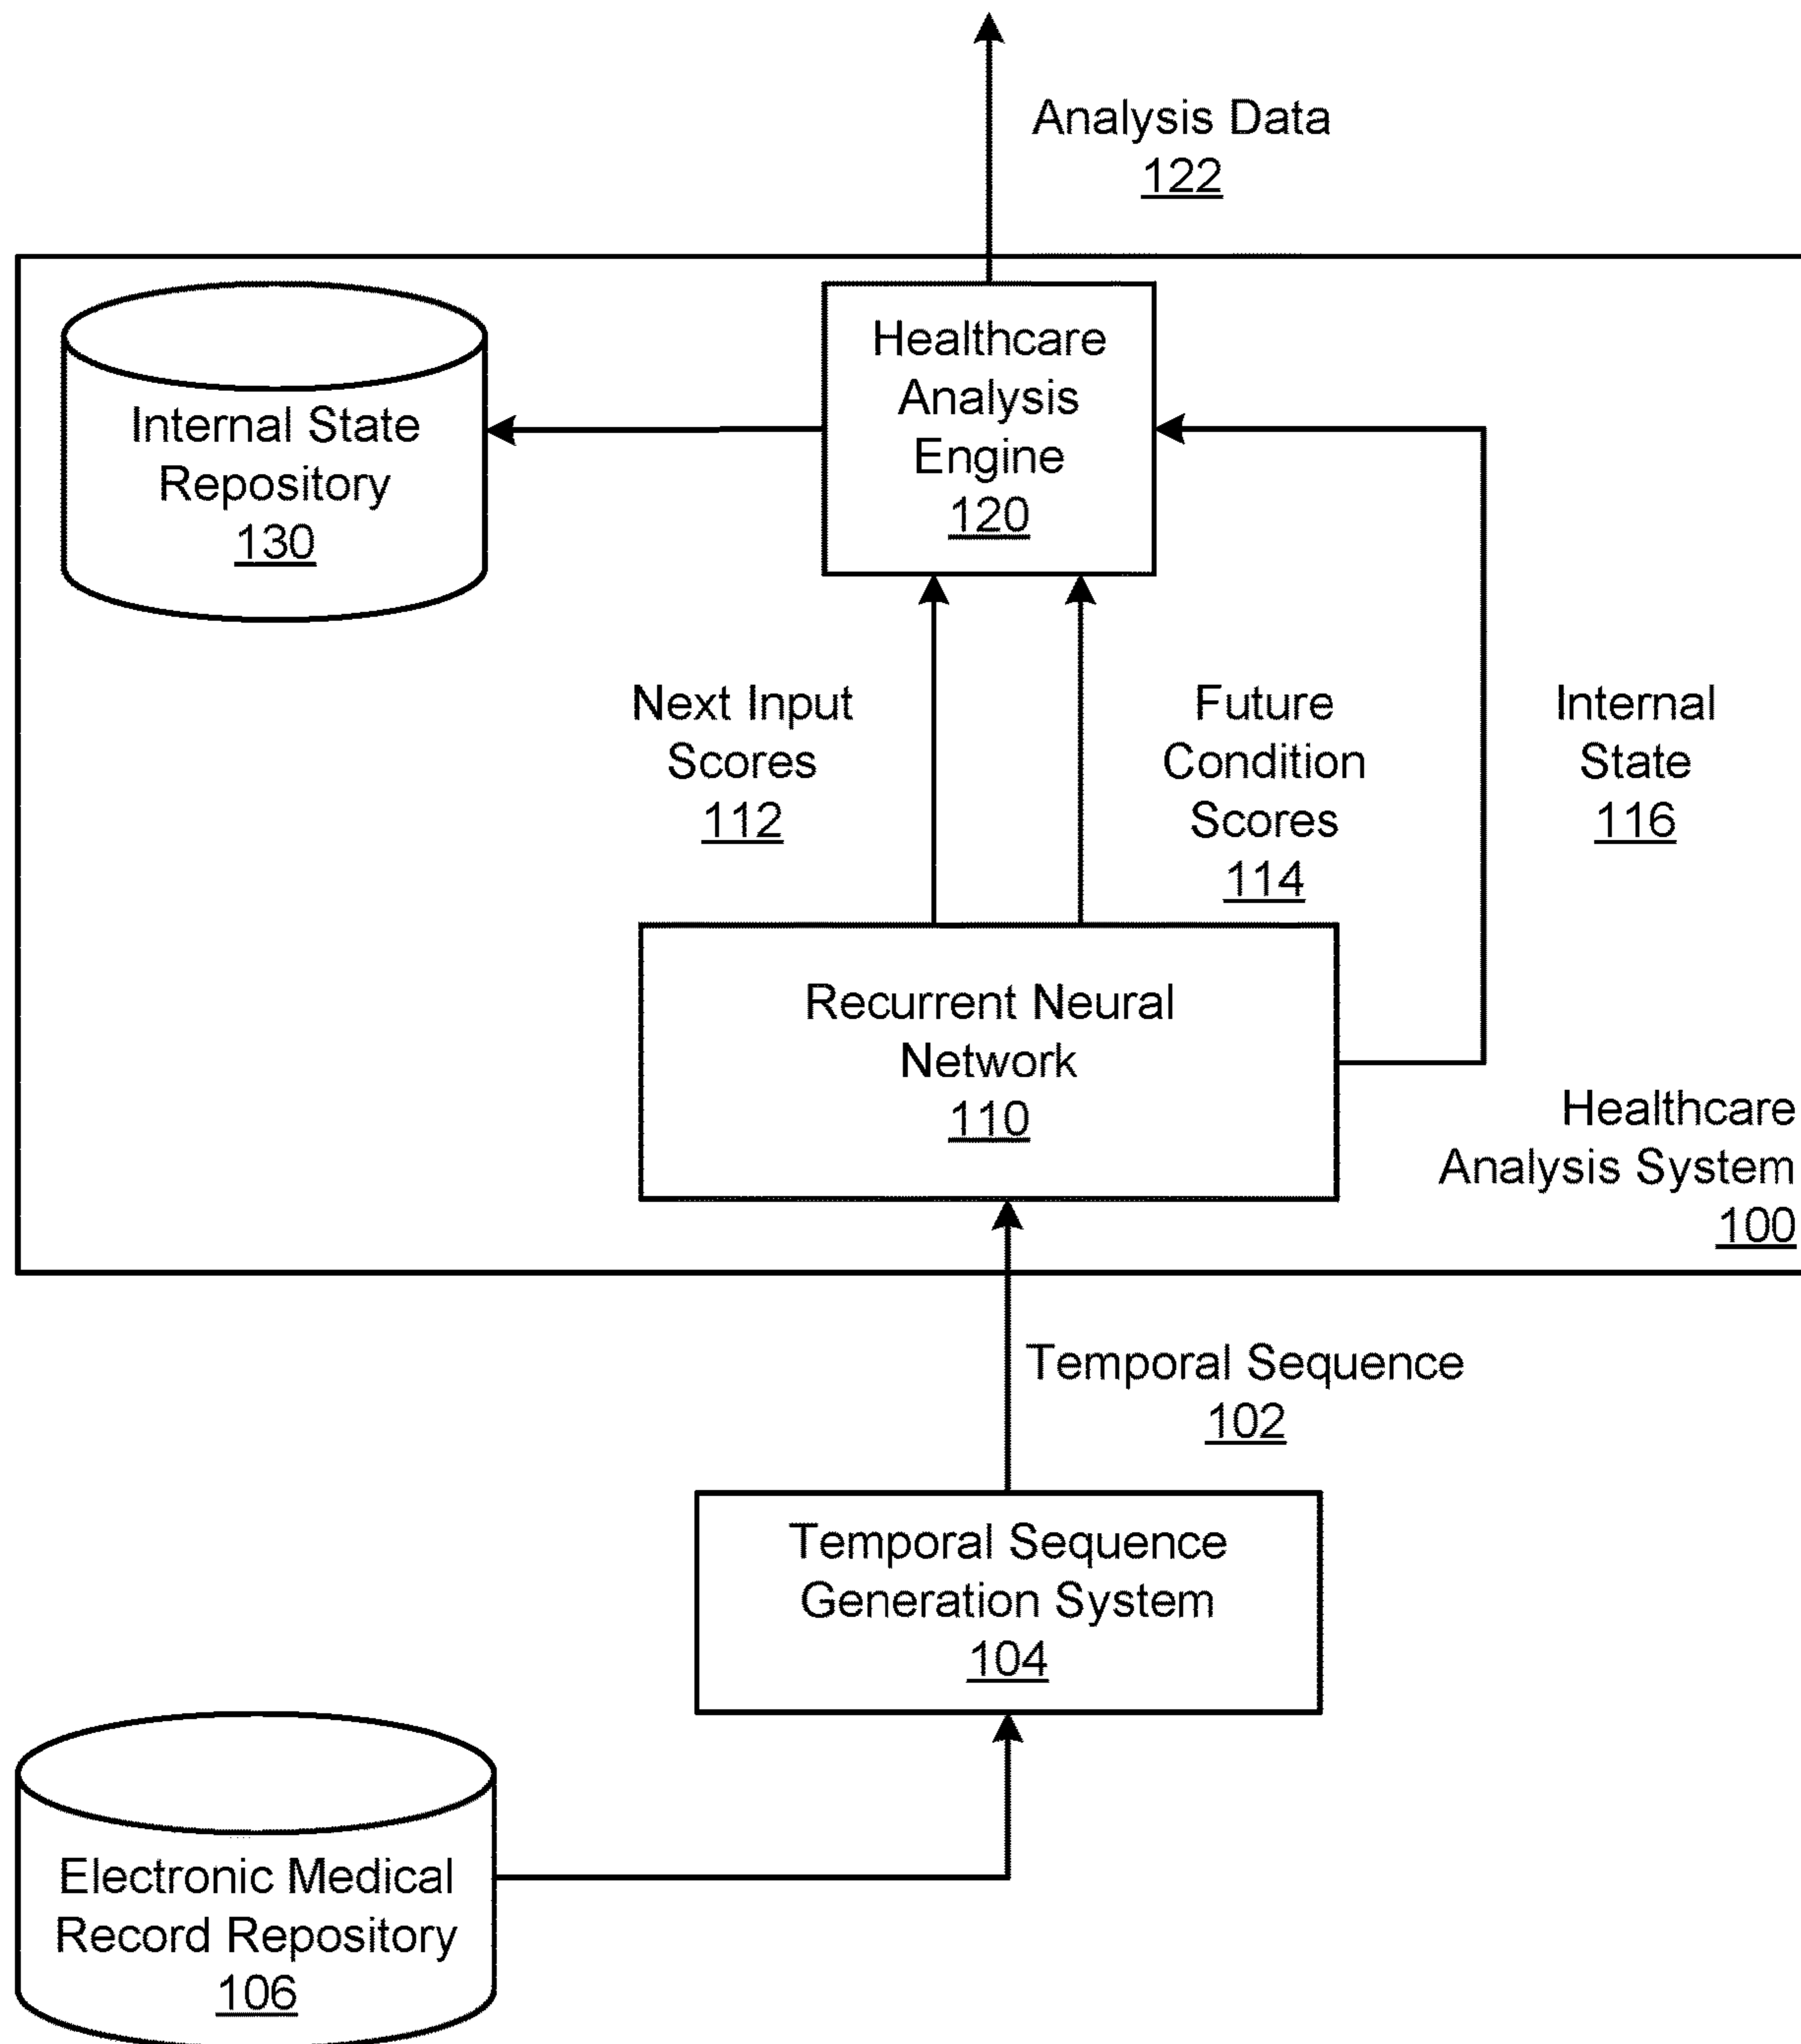 Analysis Data
122
Healthcare
Analysis
Engine
120
Internal State
Repository
130
Next Input
Scores
112
Future
Condition
Scores
114
Internal
State
116
Recurrent Neural
Network
110
Healthcare
Analysis System
100
Temporal Sequence
102
Temporal Sequence
Generation System
104
Electronic Medical
Record Repository
106